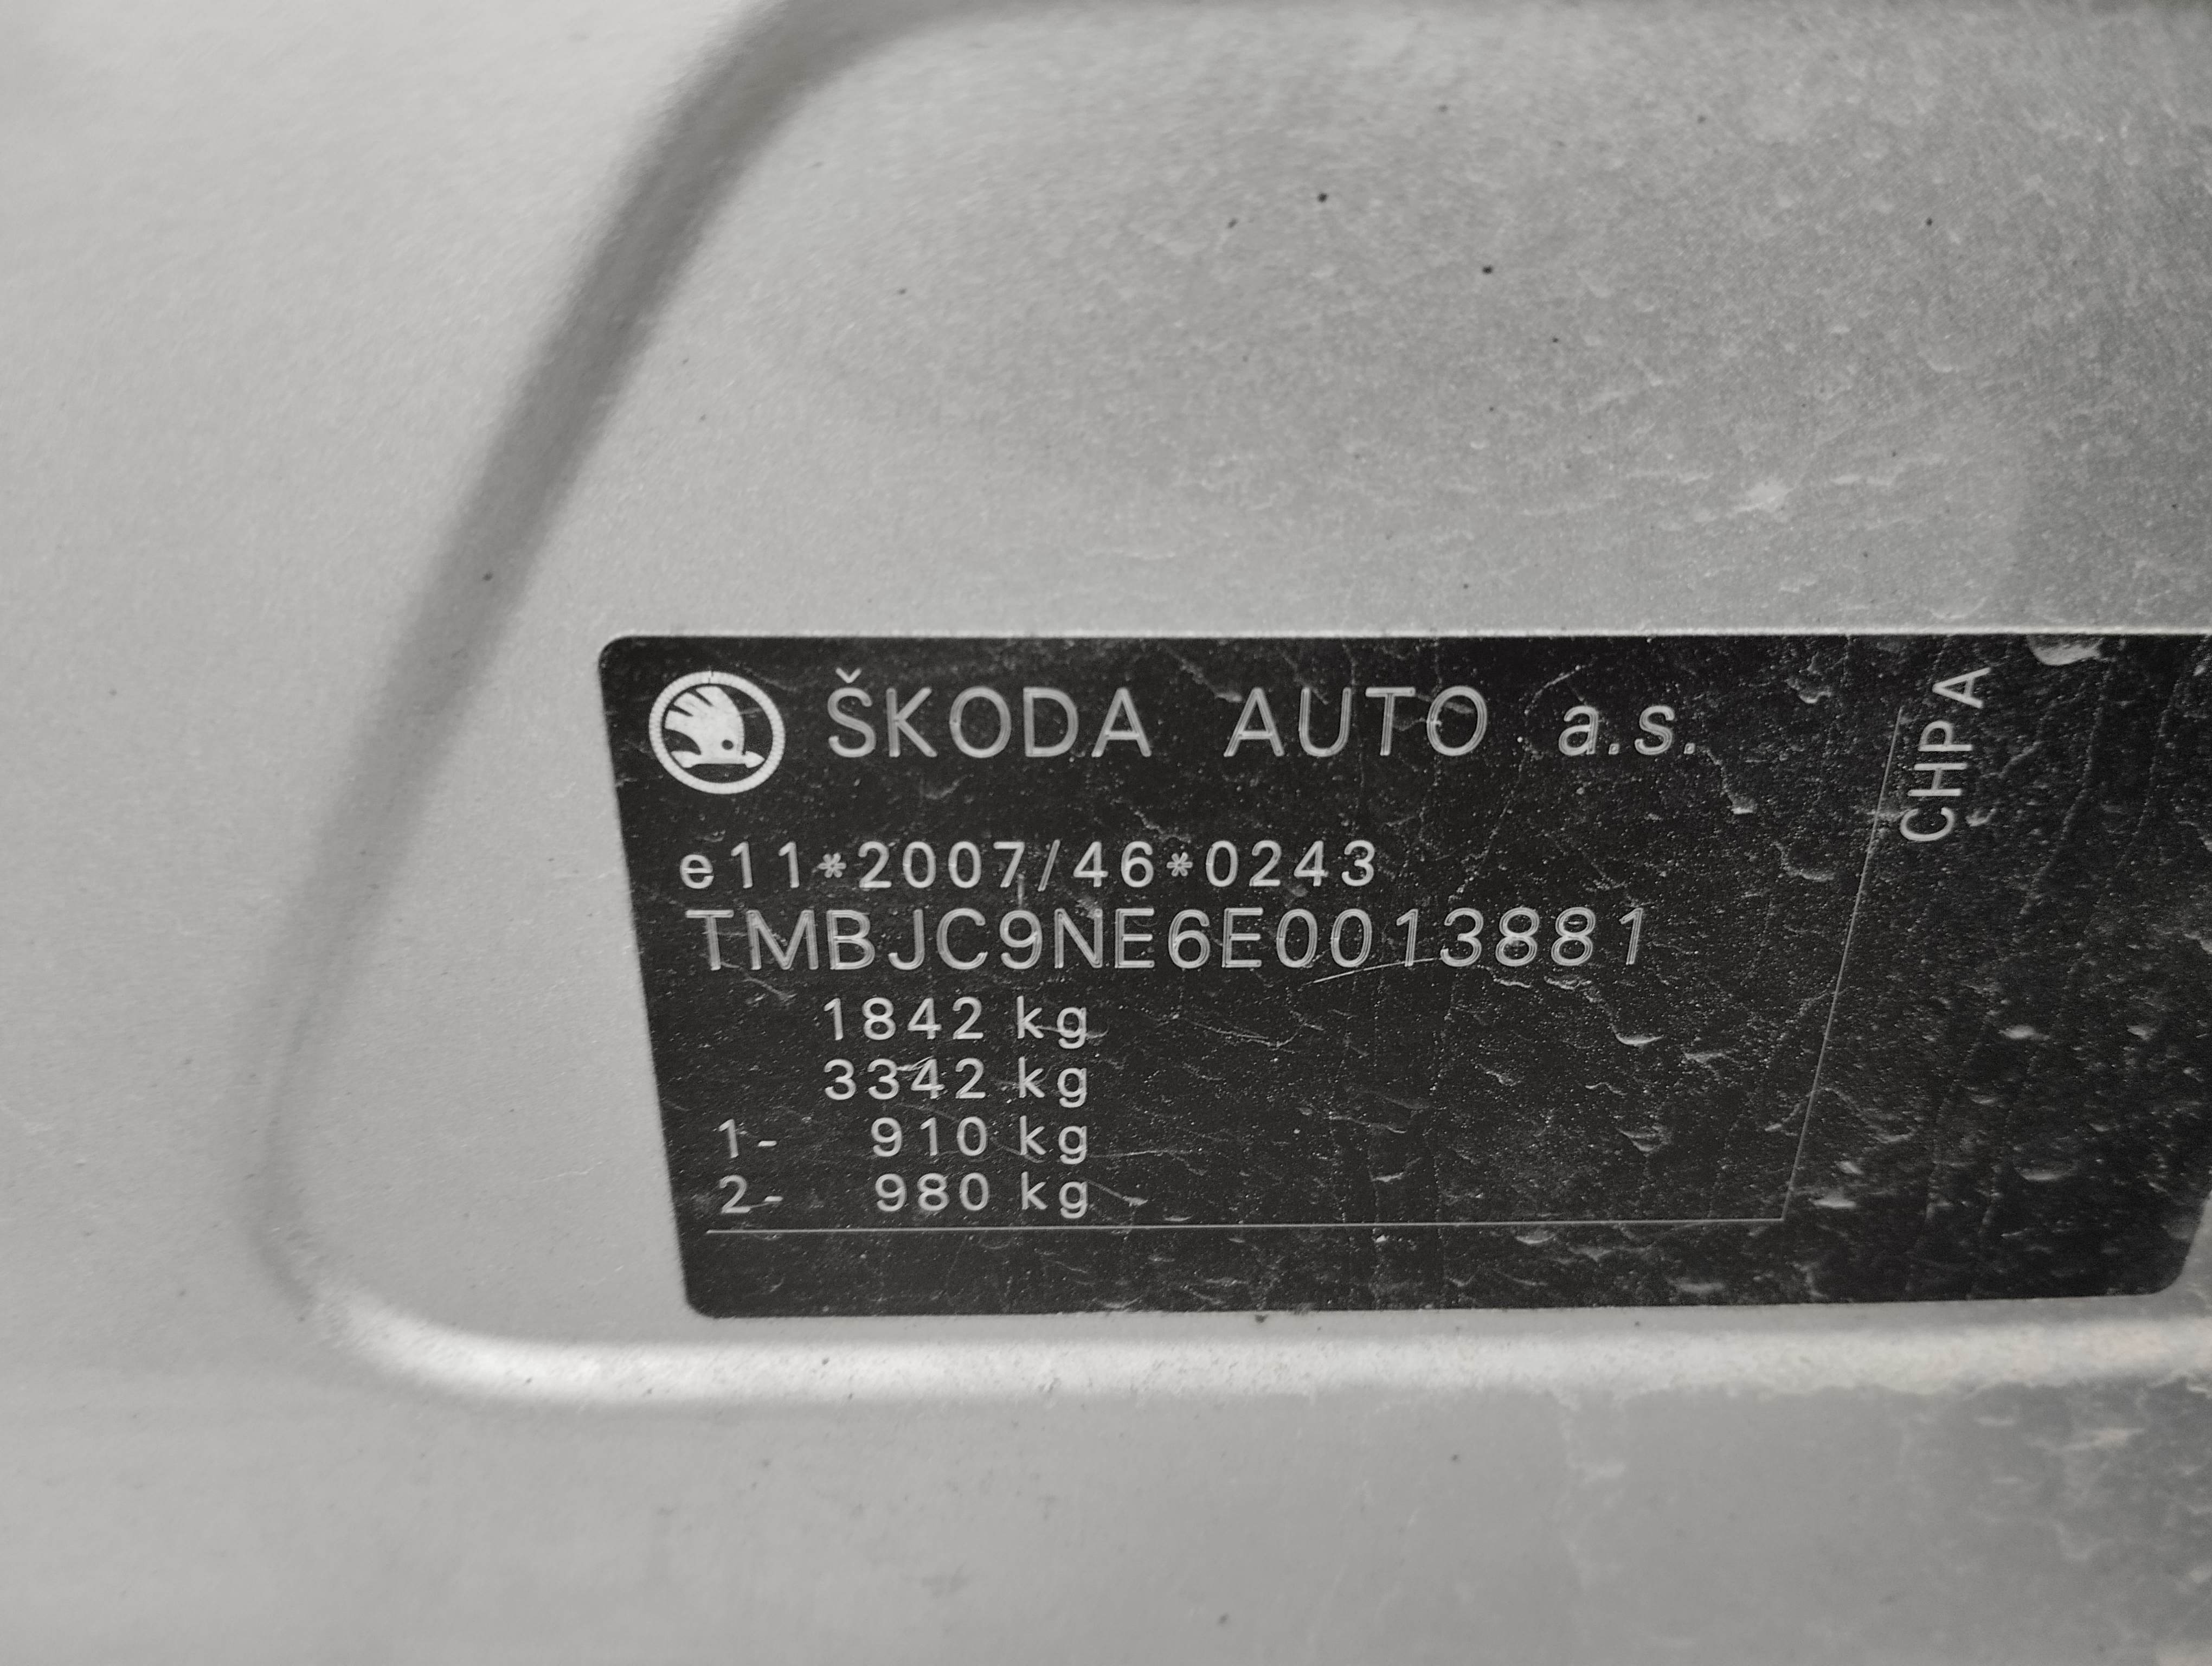 ŠKODA AUTO a.s.
CHPA
e11*2007/46*0243
TMBJC9NE6E0013881
1842 kg
3342 kg
1- 910 kg
2- 980 kg